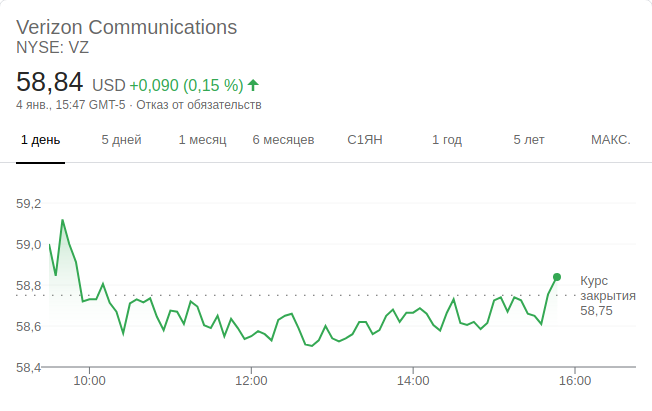 Verizon Communications
NYSE: VZ
58,84 USD +0,090 (0,15 %)
4 янв., 15:47 GMT-5 · Отказ от обязательств
1 день 5 дней 1 месяц 6 месяцев С1ЯН 1 год 5 лет МАКС.
59,2
59,0
58,8
Курс
закрытия
58,75
58,6
58,4
10:00 12:00 14:00 16:00